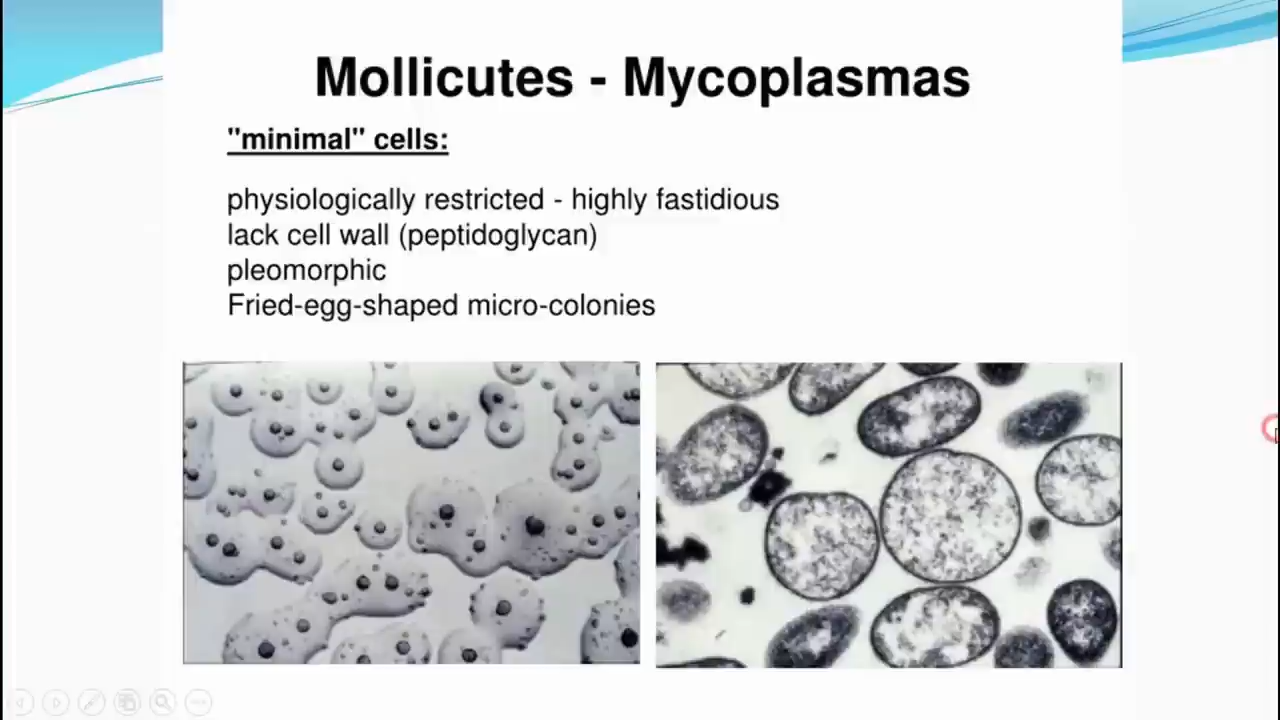 Mollicutes - Mycoplasmas
"minimal" cells:
physiologically restricted - highly fastidious
lack cell wall (peptidoglycan)
pleomorphic
Fried-egg-shaped micro-colonies